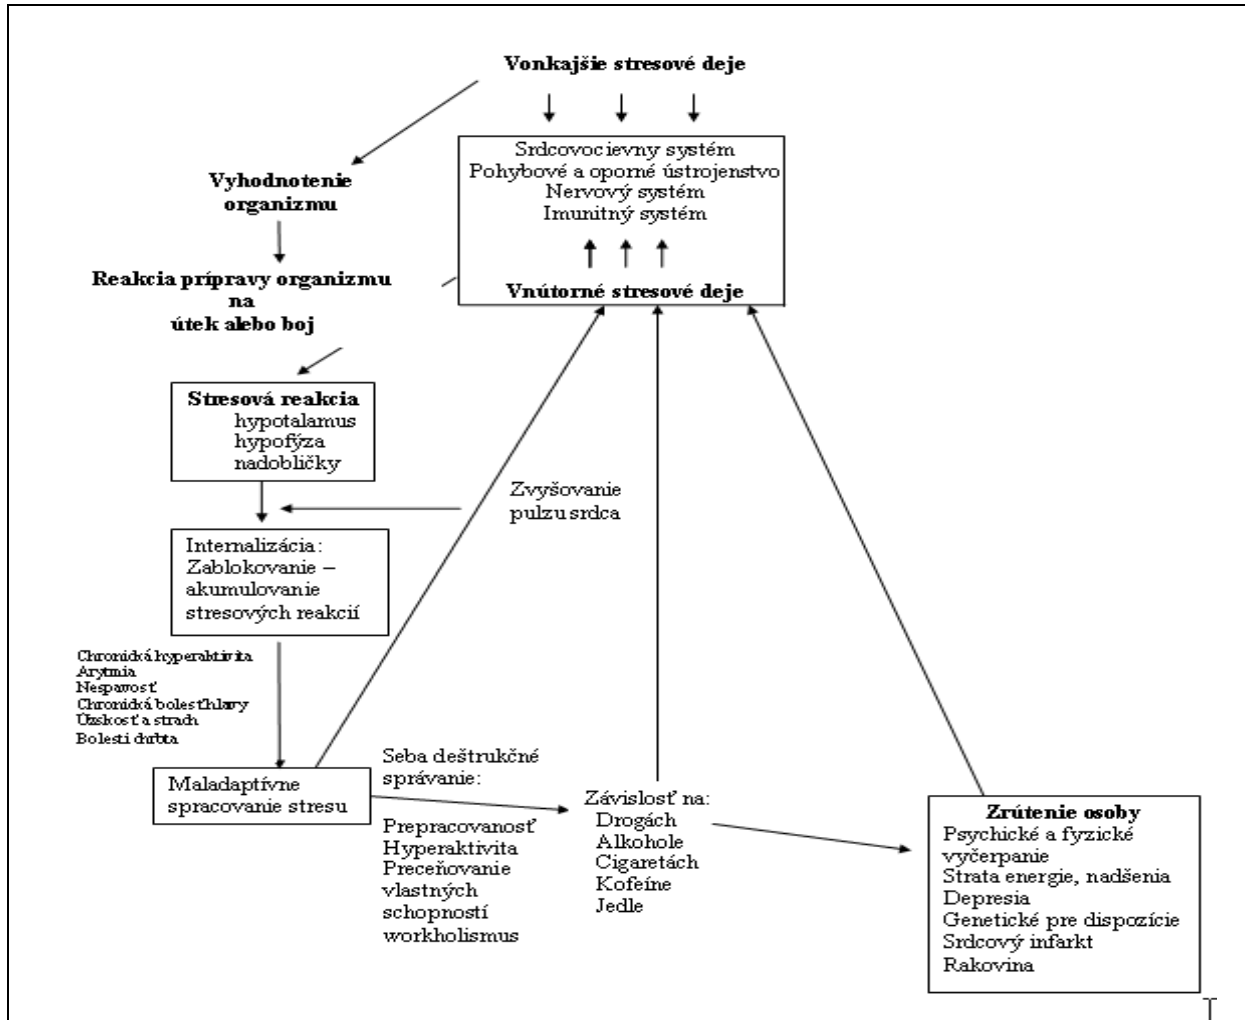 Vonkajšie stresové deje
Srdcovocievny systém
Pohybové a oporné ústrojenstvo
Nervový systém
Imunitný systém
Vnútorné stresové deje
Vyhodnotenie
organizmu
Reakcia prípravy organizmu
na
útek alebo boj
Stresová reakcia
hypotalamus
hypofýza
nadobličky
Zvyšovanie
pulzu srdca
Internalizácia:
Zablokovanie –
akumulovanie
stresových reakcií
Chronická hyperaktivita
Arytmia
Nespavosť
Chronická bolesť hlavy
Úzskosť a strach
Bolesti chrbta
Maladaptívne
spracovanie stresu
Seba deštrukčné
správanie:
Prepracovanosť
Hyperaktivita
Preceňovanie
vlastných
schopností
workholismus
Závislosť na:
Drogách
Alkohole
Cigaretách
Kofeíne
Jedle
Zrútenie osoby
Psychické a fyzické
vyčerpanie
Strata energie, nadšenia
Depresia
Genetické pre dispozície
Srdcový infarkt
Rakovina